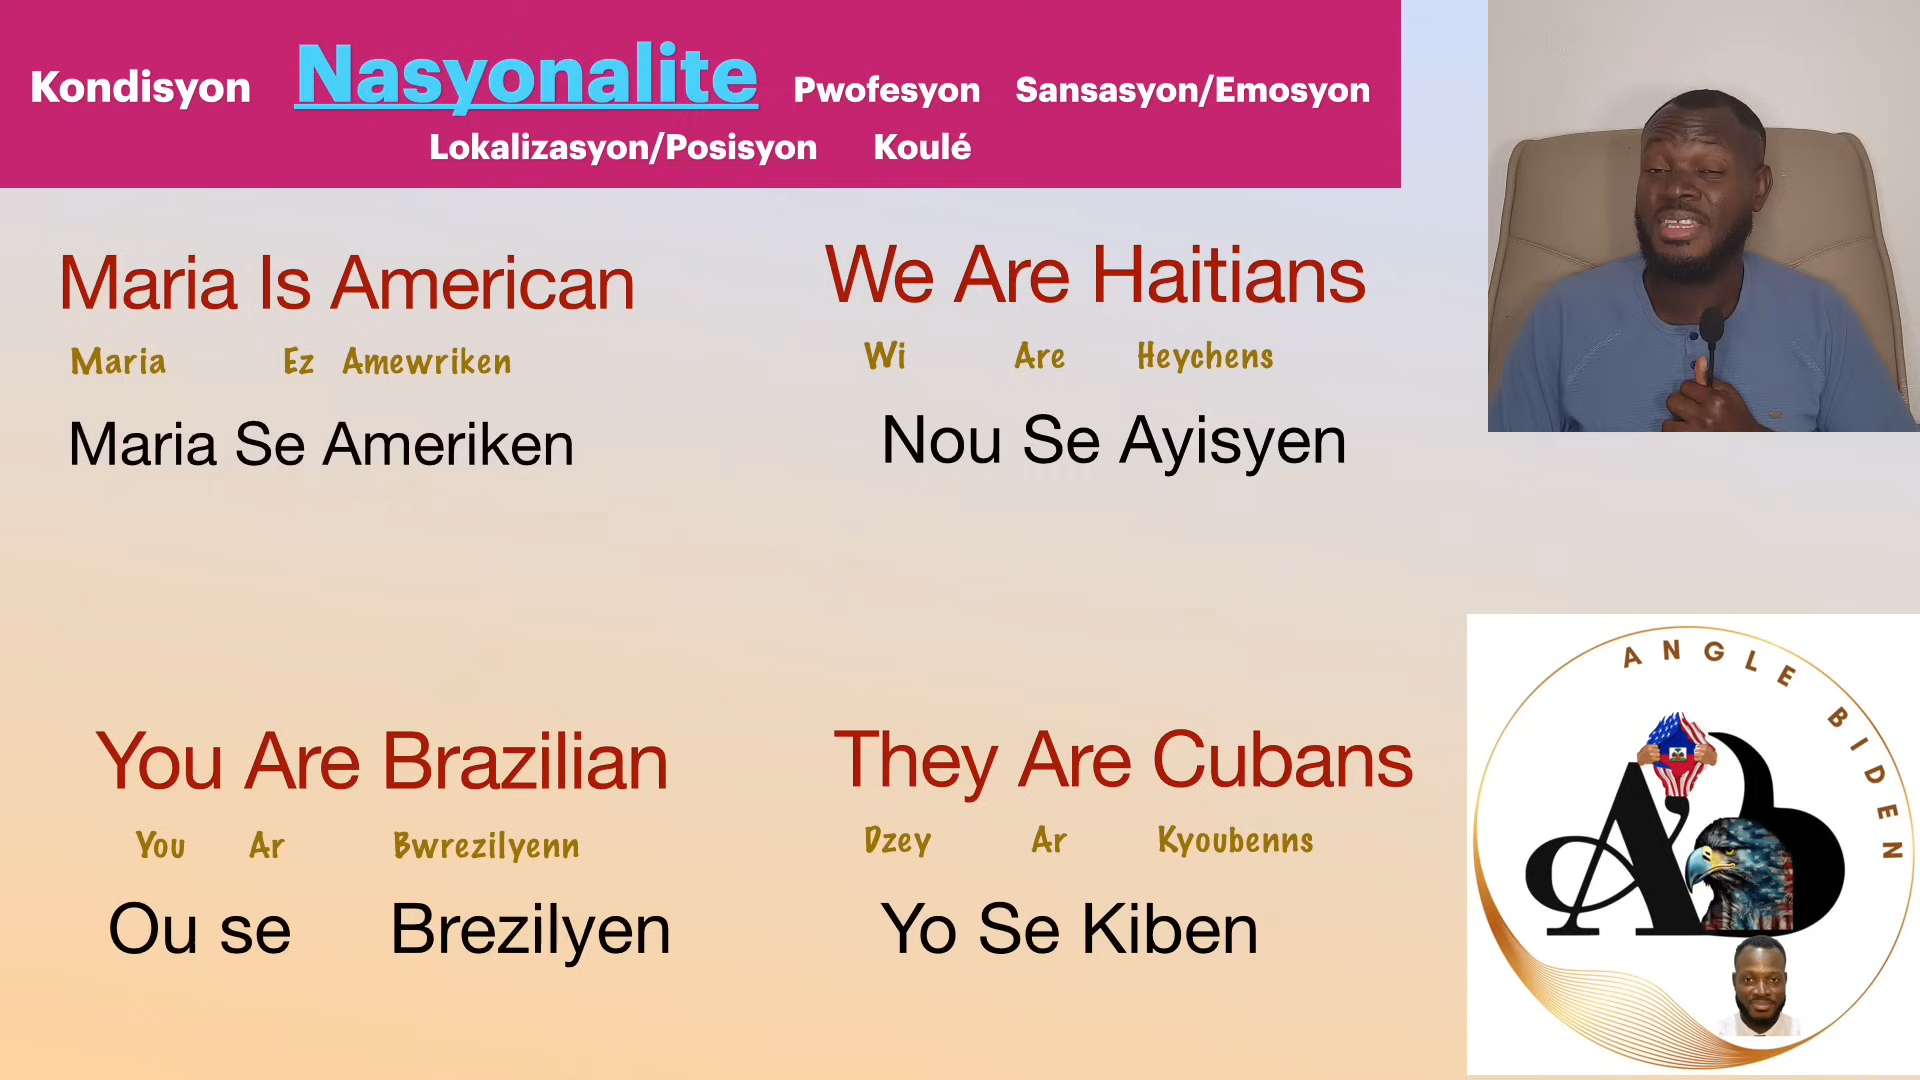 Kondisyon Nasyonalite Pwofesyon Sansasyon/Emosyon
Lokalizasyon/Posisyon Koulé
Maria Is American
Maria Ez Amewriken
Maria Se Ameriken
We Are Haitians
Wi Are Heychens
Nou Se Ayisyen
You Are Brazilian
You Ar Bwrezilyenn
Ou se Brezilyen
They Are Cubans
Dzey Ar Kyoubenns
Yo Se Kiben
ANGLE BIDEN
Ab